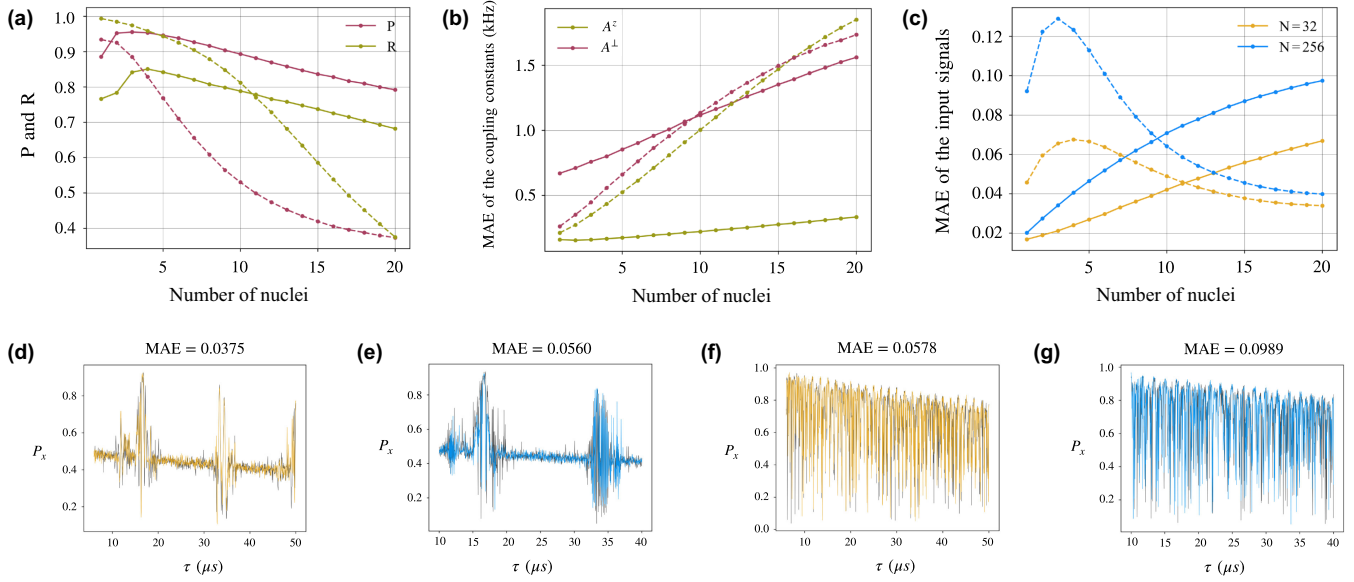 (a)
P and R
1.0
0.9
0.8
0.7
0.6
0.5
0.4
P
R
5
10
15
20
Number of nuclei
(b)
MAE of the coupling constants (kHz)
1.5
1.0
0.5
A^z
A^⊥
5
10
15
20
Number of nuclei
(c)
MAE of the input signals
0.12
0.10
0.08
0.06
0.04
0.02
N = 32
N = 256
5
10
15
20
Number of nuclei
(d)
MAE = 0.0375
P_x
0.8
0.6
0.4
0.2
10
20
30
40
50
τ (μs)
(e)
MAE = 0.0560
P_x
0.8
0.6
0.4
0.2
10
15
20
25
30
35
40
τ (μs)
(f)
MAE = 0.0578
P_x
1.0
0.8
0.6
0.4
0.2
0.0
10
20
30
40
50
τ (μs)
(g)
MAE = 0.0989
P_x
1.0
0.8
0.6
0.4
0.2
10
15
20
25
30
35
40
τ (μs)